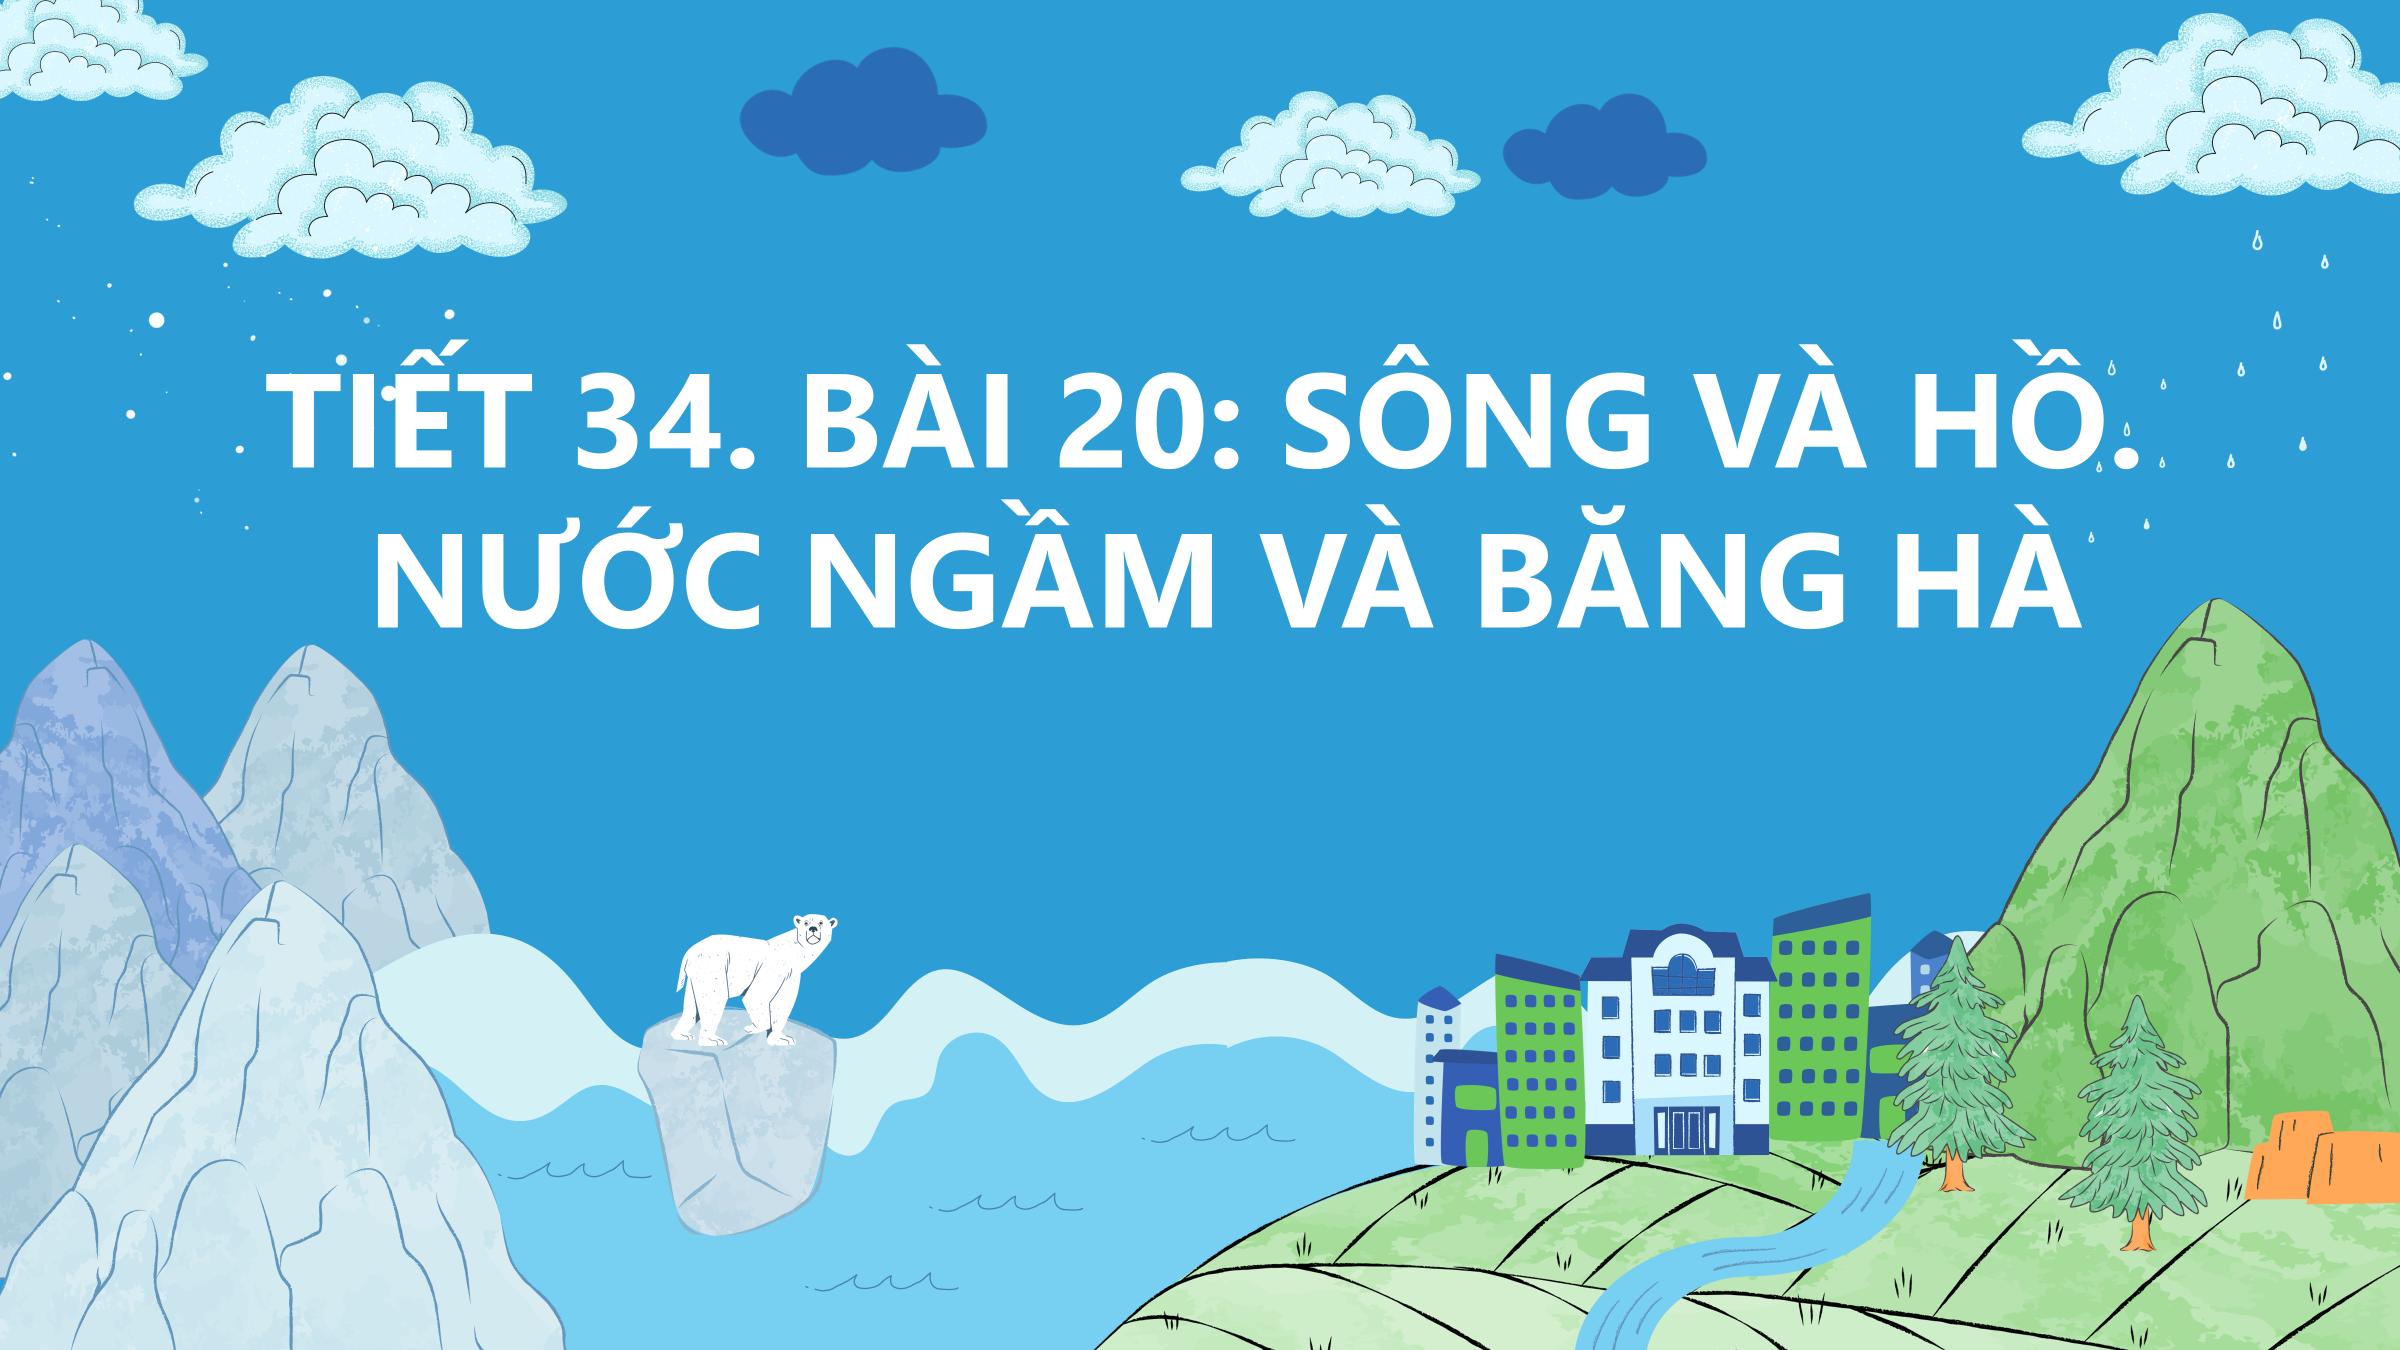 TIẾT 34. BÀI 20: SÔNG VÀ HỒ.
NƯỚC NGẦM VÀ BĂNG HÀ